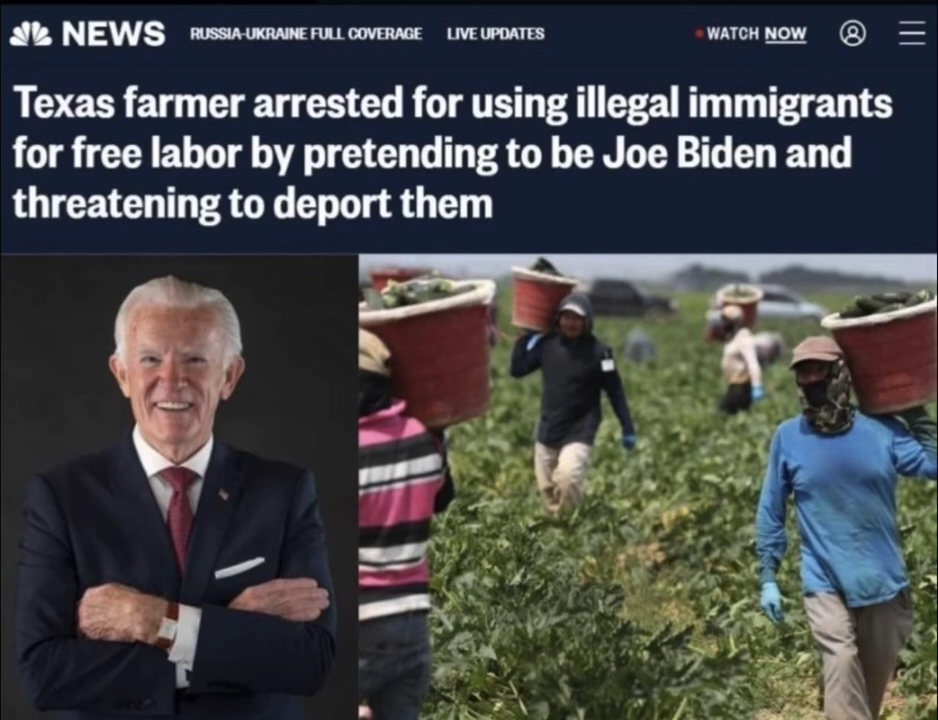 NEWS RUSSIA-UKRAINE FULL COVERAGE LIVE UPDATES WATCH NOW
Texas farmer arrested for using illegal immigrants
for free labor by pretending to be Joe Biden and
threatening to deport them